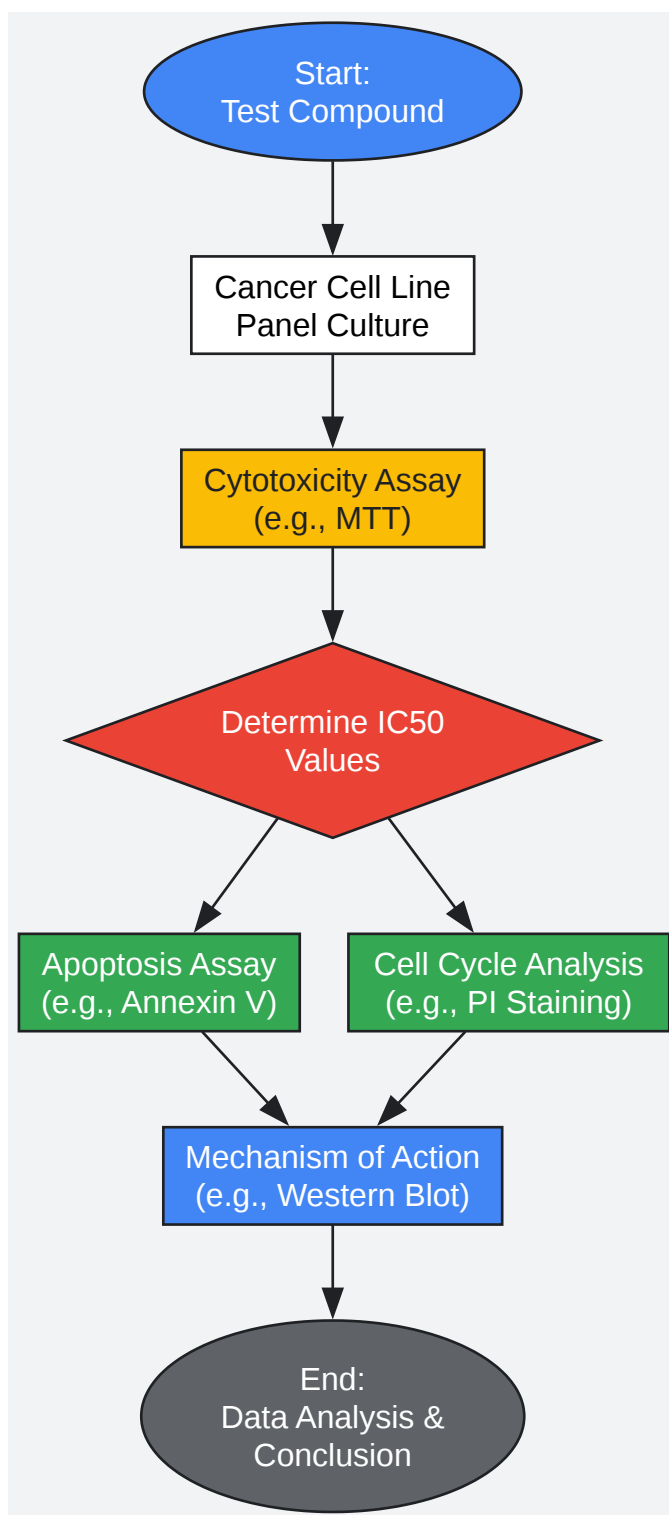 Start:
Test Compound
Cancer Cell Line
Panel Culture
Cytotoxicity Assay
(e.g., MTT)
Determine IC50
Values
Apoptosis Assay
(e.g., Annexin V)
Cell Cycle Analysis
(e.g., PI Staining)
Mechanism of Action
(e.g., Western Blot)
End:
Data Analysis &
Conclusion